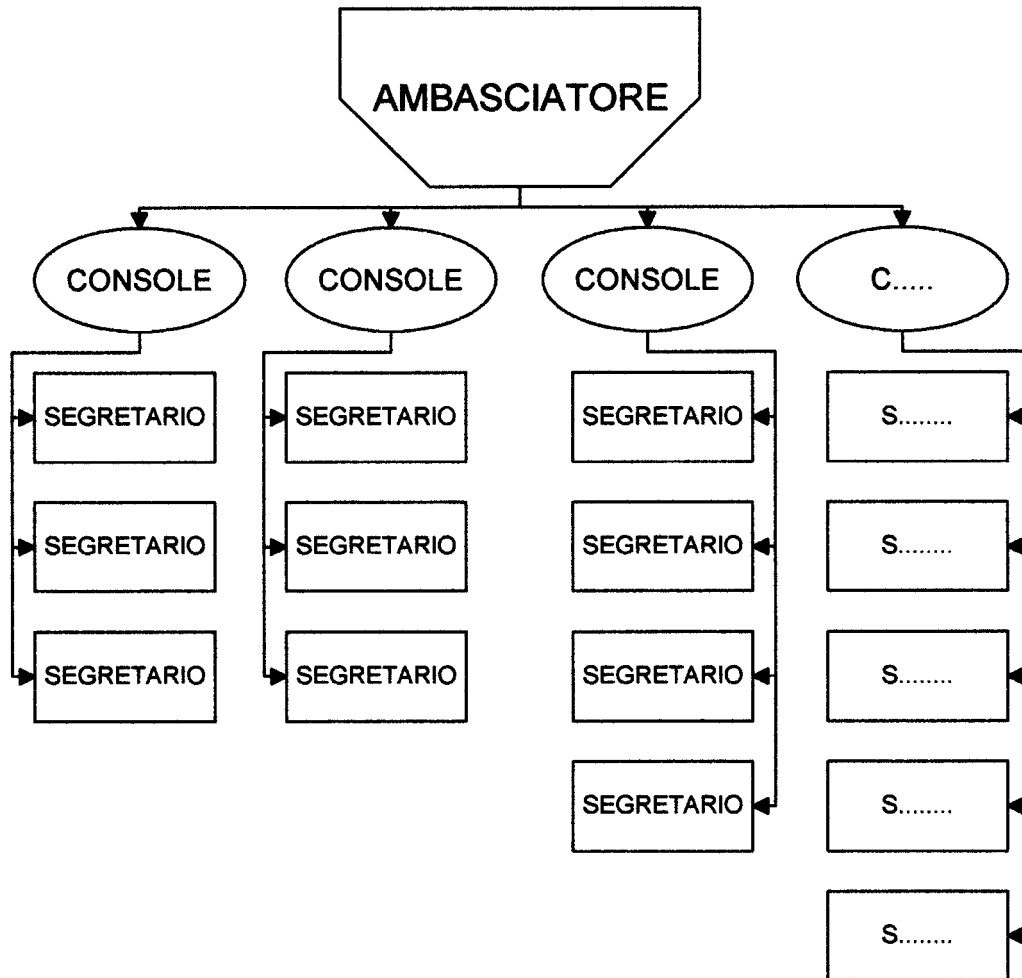 AMBASCIATORE
CONSOLE
CONSOLE
CONSOLE
C.....
SEGRETARIO
SEGRETARIO
SEGRETARIO
S........
SEGRETARIO
SEGRETARIO
SEGRETARIO
S........
SEGRETARIO
SEGRETARIO
SEGRETARIO
S........
SEGRETARIO
S........
S........